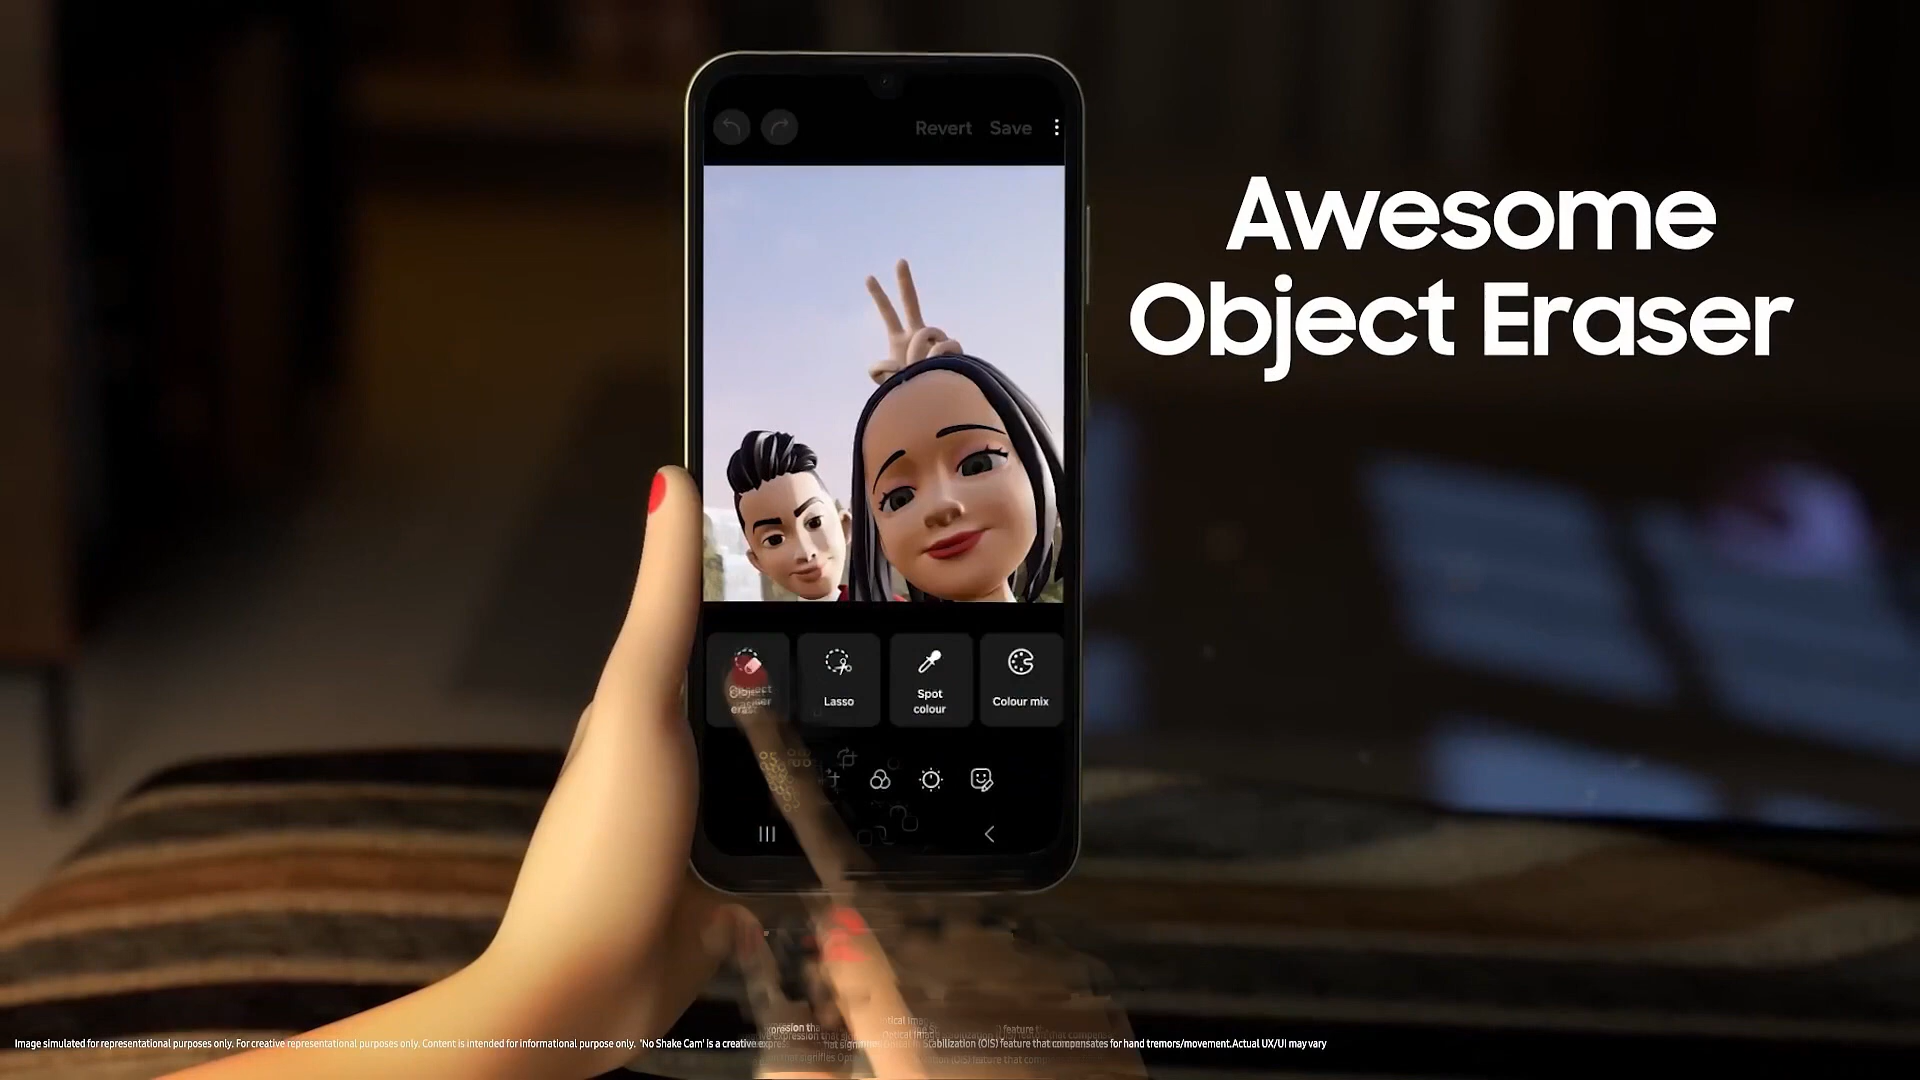 Revert Save
Awesome
Object Eraser
Object
eraser
Lasso
Spot
colour
Colour mix
Image simulated for representational purposes only. For creative representational purposes only. Content is intended for informational purpose only. 'No Shake Cam' is a creative Stabilization (OIS) feature that compensates for hand tremors/movement.Actual UX/UI may vary